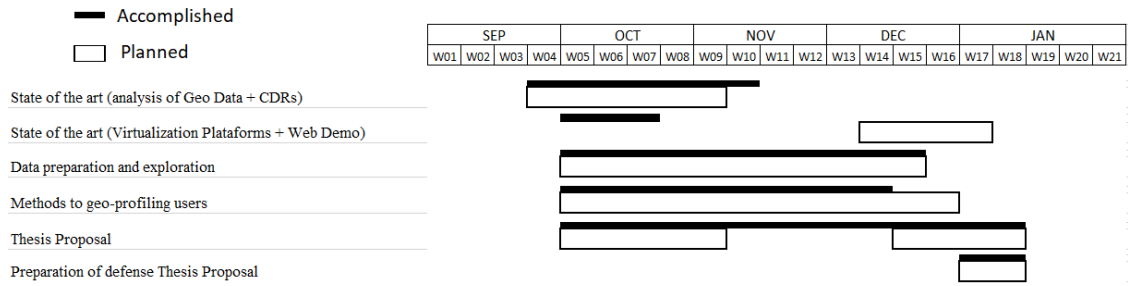 Accomplished
Planned
SEP OCT NOV DEC JAN
W01 W02 W03 W04 W05 W06 W07 W08 W09 W10 W11 W12 W13 W14 W15 W16 W17 W18 W19 W20 W21
State of the art (analysis of Geo Data + CDRs)
State of the art (Virtualization Plataforms + Web Demo)
Data preparation and exploration
Methods to geo-profiling users
Thesis Proposal
Preparation of defense Thesis Proposal